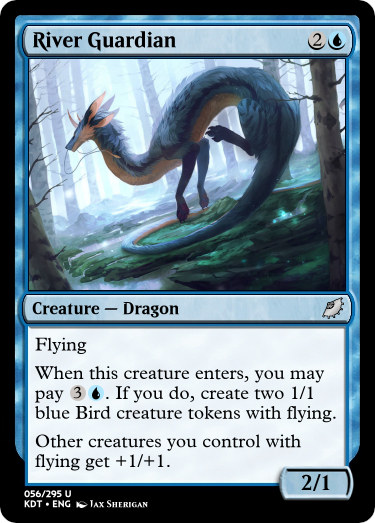 River Guardian 2
Creature — Dragon
Flying
When this creature enters, you may
pay 3. If you do, create two 1/1
blue Bird creature tokens with flying.
Other creatures you control with
flying get +1/+1.
2/1
056/295 U
KDT • ENG Jax Sherigan